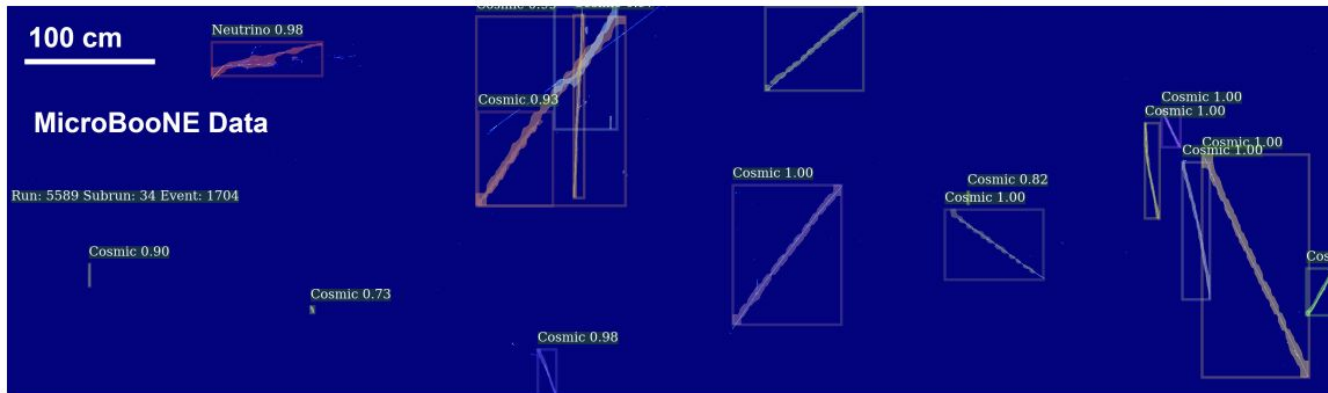 100 cm
Neutrino 0.98
MicroBooNE Data
Run: 5589 Subrun: 34 Event: 1704
Cosmic 0.90
Cosmic 0.73
Cosmic 0.93
Cosmic 0.98
Cosmic 1.00
Cosmic 0.82
Cosmic 1.00
Cosmic 1.00
Cosmic 1.00
Cosmic 1.00
Cosmic 1.00